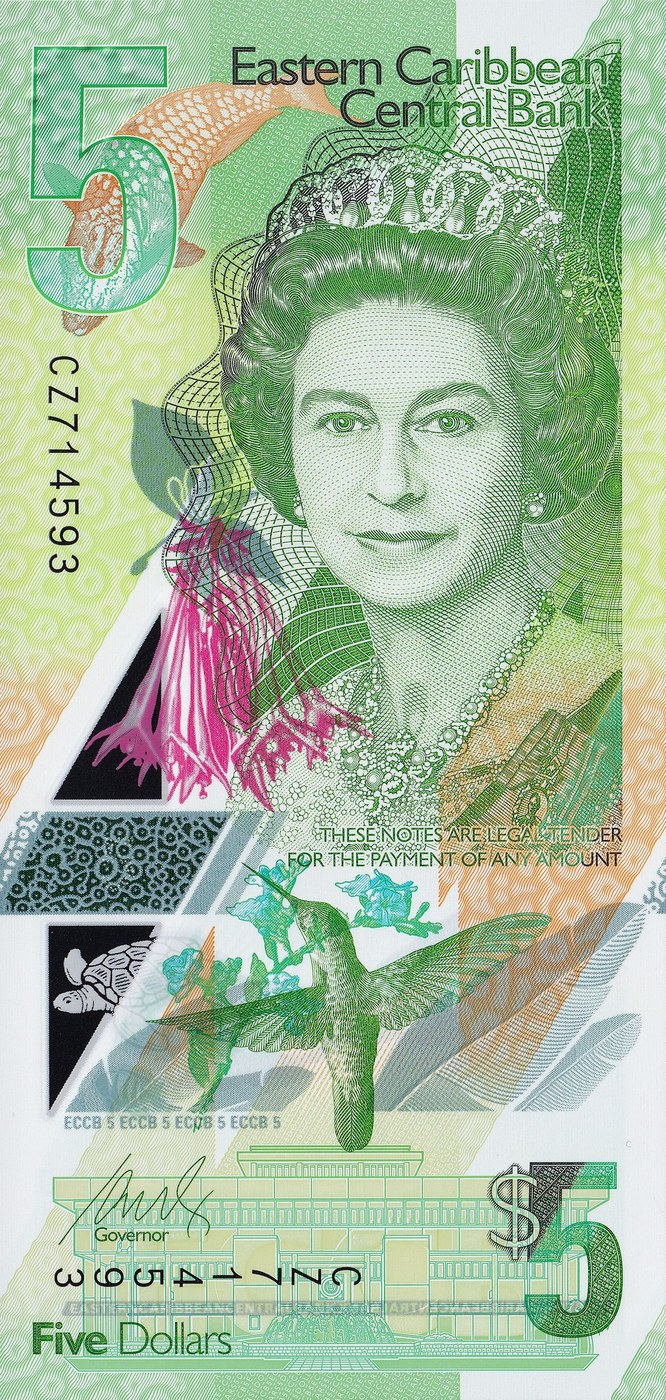 5
Eastern Caribbean
Central Bank
CZ714593
THESE NOTES ARE LEGAL TENDER
FOR THE PAYMENT OF ANY AMOUNT
ECCB 5 ECCB 5 ECCB 5 ECCB 5
$5
Governor
CZ714593
Five Dollars